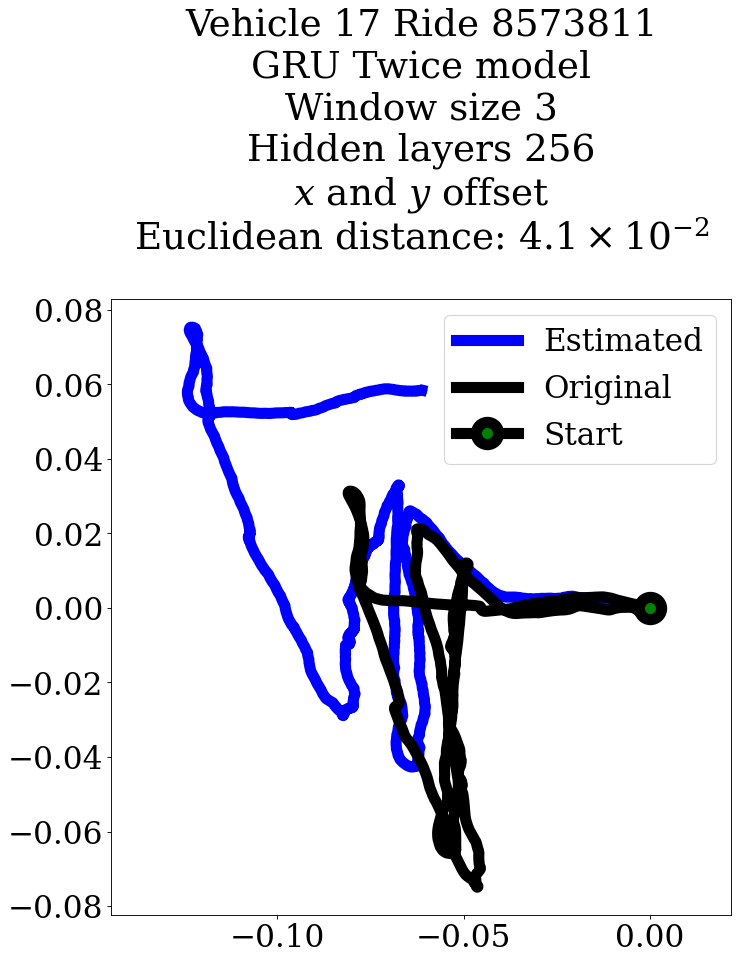 Vehicle 17 Ride 8573811
GRU Twice model
Window size 3
Hidden layers 256
x and y offset
Euclidean distance: 4.1 × 10⁻²
0.08
0.06
0.04
0.02
0.00
−0.02
−0.04
−0.06
−0.08
Estimated
Original
Start
−0.10
−0.05
0.00